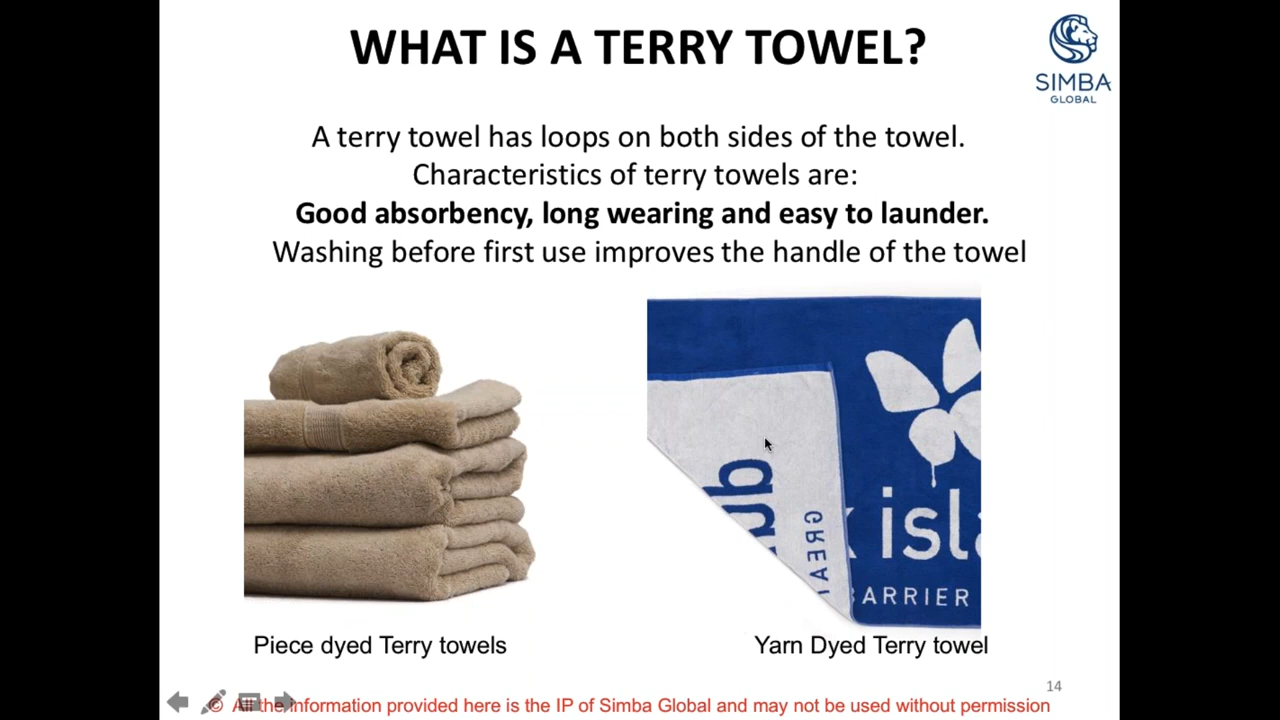 WHAT IS A TERRY TOWEL?
SIMBA
GLOBAL
A terry towel has loops on both sides of the towel.
Characteristics of terry towels are:
Good absorbency, long wearing and easy to launder.
Washing before first use improves the handle of the towel
GREA
isla
ARRIER
Piece dyed Terry towels
Yarn Dyed Terry towel
14
© All the information provided here is the IP of Simba Global and may not be used without permission